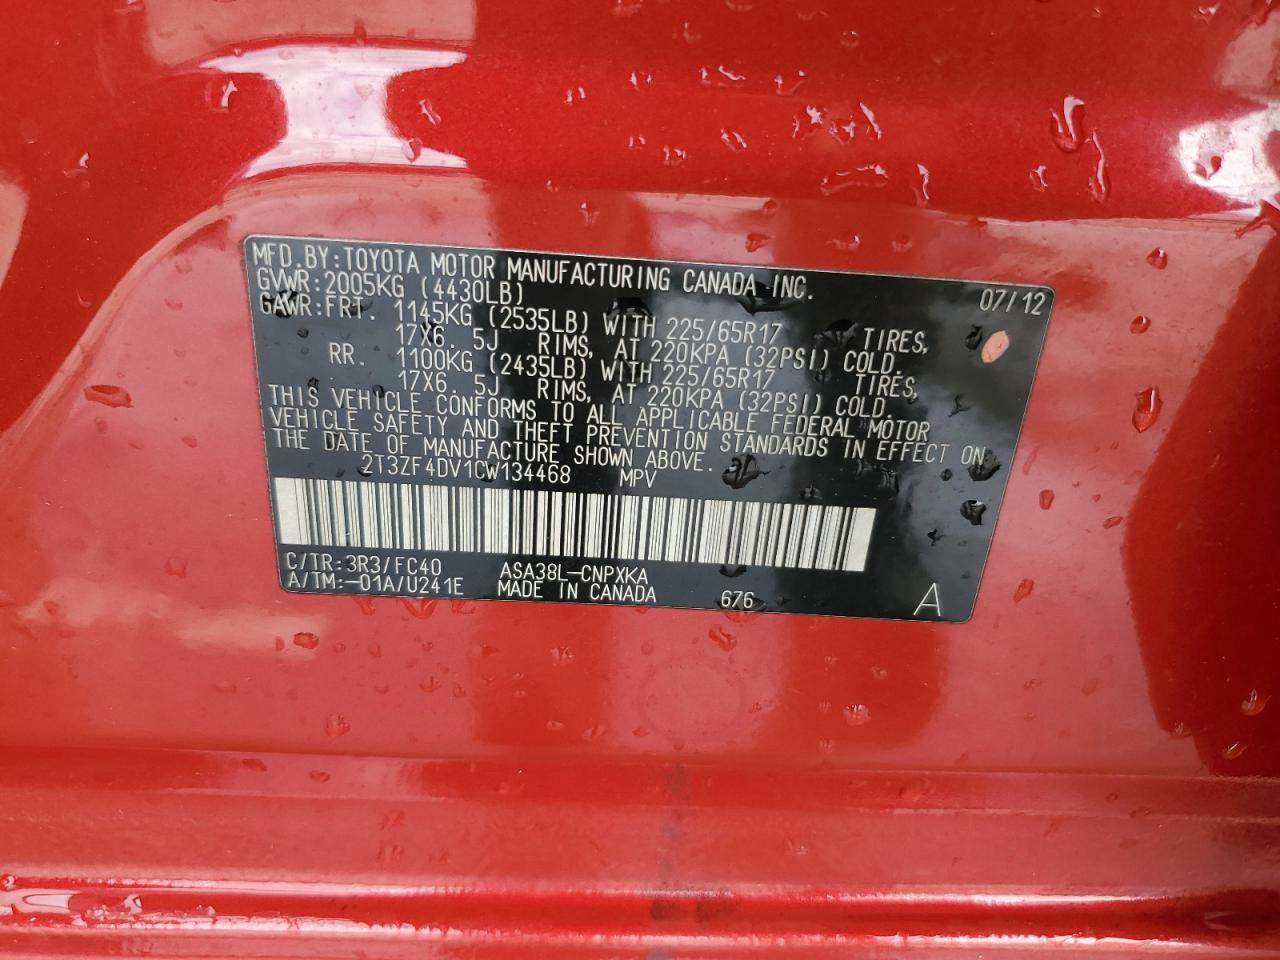 MFD.BY:TOYOTA MOTOR MANUFACTURING CANADA INC.
GVWR:2005KG (4430LB) 07/12
GAWR:FRT. 1145KG (2535LB) WITH 225/65R17 TIRES,
17X6.5J RIMS, AT 220KPA (32PSI) COLD.
RR. 1100KG (2435LB) WITH 225/65R17 TIRES,
17X6.5J RIMS, AT 220KPA (32PSI) COLD.
THIS VEHICLE CONFORMS TO ALL APPLICABLE FEDERAL MOTOR
VEHICLE SAFETY AND THEFT PREVENTION STANDARDS IN EFFECT ON
THE DATE OF MANUFACTURE SHOWN ABOVE.
2T3ZF4DV1CW134468 MPV
C/TR:3R3/FC40 ASA38L-CNPXKA
A/TM:-01A/U241E MADE IN CANADA 676 A